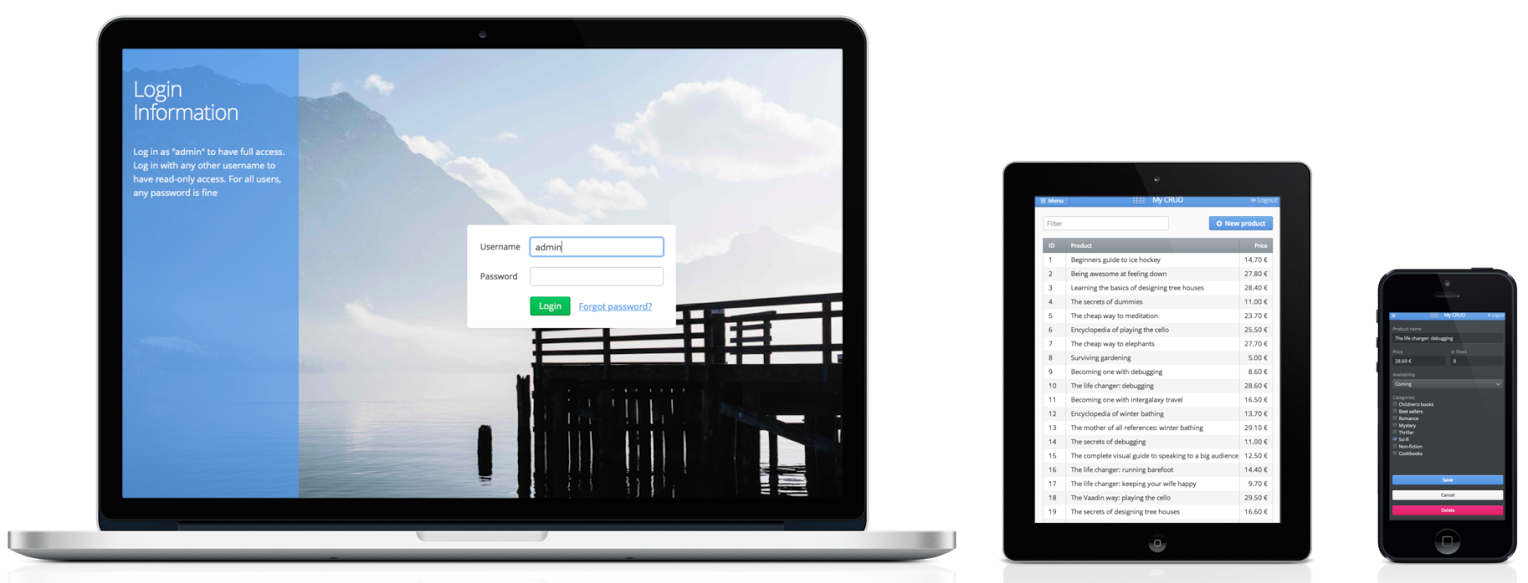 Login
Information
Log in as "admin" to have full access.
Log in with any other username to
have read-only access. For all users,
any password is fine
Username admin
Password
Login Forgot password?
Menu My CRUD Logout
Filter New product
ID Product Price
1 Beginners guide to ice hockey 14.70 €
2 Being awesome at feeling down 27.80 €
3 Learning the basics of designing tree houses 28.40 €
4 The secrets of dummies 11.00 €
5 The cheap way to meditation 23.70 €
6 Encyclopedia of playing the cello 25.50 €
7 The cheap way to elephants 27.70 €
8 Surviving gardening 5.00 €
9 Becoming one with debugging 8.60 €
10 The life changer: debugging 28.60 €
11 Becoming one with intergalaxy travel 16.50 €
12 Encyclopedia of winter bathing 13.70 €
13 The mother of all references: winter bathing 29.10 €
14 The secrets of debugging 11.00 €
15 The complete visual guide to speaking to a big audience 12.50 €
16 The life changer: running barefoot 14.40 €
17 The life changer: keeping your wife happy 9.70 €
18 The Vaadin way: playing the cello 29.50 €
19 The secrets of designing tree houses 16.60 €
My CRUD Logout
Product name
The life changer: debugging
Price In Stock
28.60 € 0
Availability
Coming
Categories
Children's books
Best sellers
Romance
Mystery
Thriller
Sci-fi
Non-fiction
Cookbooks
Save
Cancel
Delete